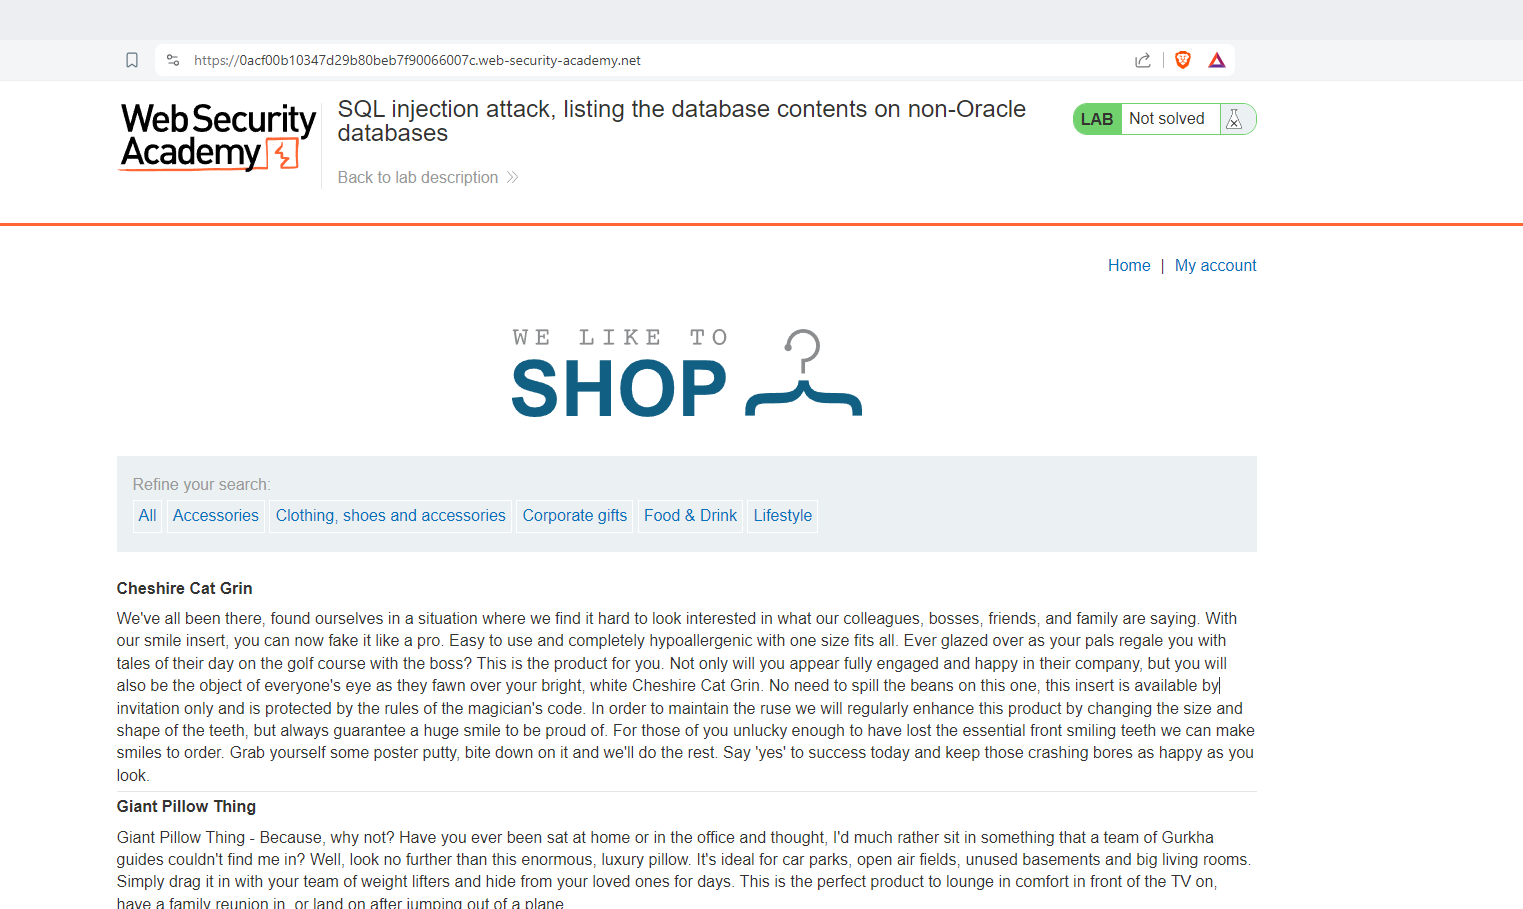 https://0acf00b10347d29b80beb7f90066007c.web-security-academy.net
Web Security
Academy
SQL injection attack, listing the database contents on non-Oracle
databases
Back to lab description
LAB
Not solved
Home | My account
WE LIKE TO
SHOP
Refine your search:
All
Accessories
Clothing, shoes and accessories
Corporate gifts
Food & Drink
Lifestyle
Cheshire Cat Grin
We've all been there, found ourselves in a situation where we find it hard to look interested in what our colleagues, bosses, friends, and family are saying. With
our smile insert, you can now fake it like a pro. Easy to use and completely hypoallergenic with one size fits all. Ever glazed over as your pals regale you with
tales of their day on the golf course with the boss? This is the product for you. Not only will you appear fully engaged and happy in their company, but you will
also be the object of everyone's eye as they fawn over your bright, white Cheshire Cat Grin. No need to spill the beans on this one, this insert is available by
invitation only and is protected by the rules of the magician's code. In order to maintain the ruse we will regularly enhance this product by changing the size and
shape of the teeth, but always guarantee a huge smile to be proud of. For those of you unlucky enough to have lost the essential front smiling teeth we can make
smiles to order. Grab yourself some poster putty, bite down on it and we'll do the rest. Say 'yes' to success today and keep those crashing bores as happy as you
look.
Giant Pillow Thing
Giant Pillow Thing - Because, why not? Have you ever been sat at home or in the office and thought, I'd much rather sit in something that a team of Gurkha
guides couldn't find me in? Well, look no further than this enormous, luxury pillow. It's ideal for car parks, open air fields, unused basements and big living rooms.
Simply drag it in with your team of weight lifters and hide from your loved ones for days. This is the perfect product to lounge in comfort in front of the TV on,
have a family reunion in, or land on after jumping out of a plane